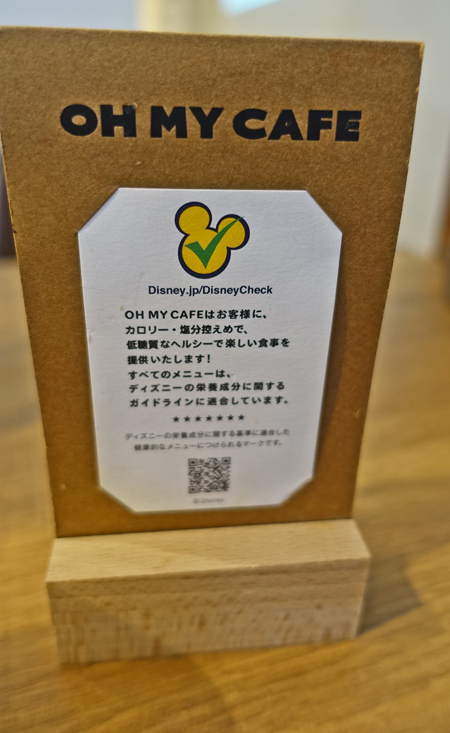 OH MY CAFE
Disney.jp/DisneyCheck
OH MY CAFEはお客様に、
カロリー・塩分控えめで、
低糖質なヘルシーで楽しい食事を
提供いたします!
すべてのメニューは、
ディズニーの栄養成分に関する
ガイドラインに適合しています。
★★★★★★★
ディズニーの栄養成分に関する基準に適合した
健康的なメニューにつけられるマークです。
©Disney